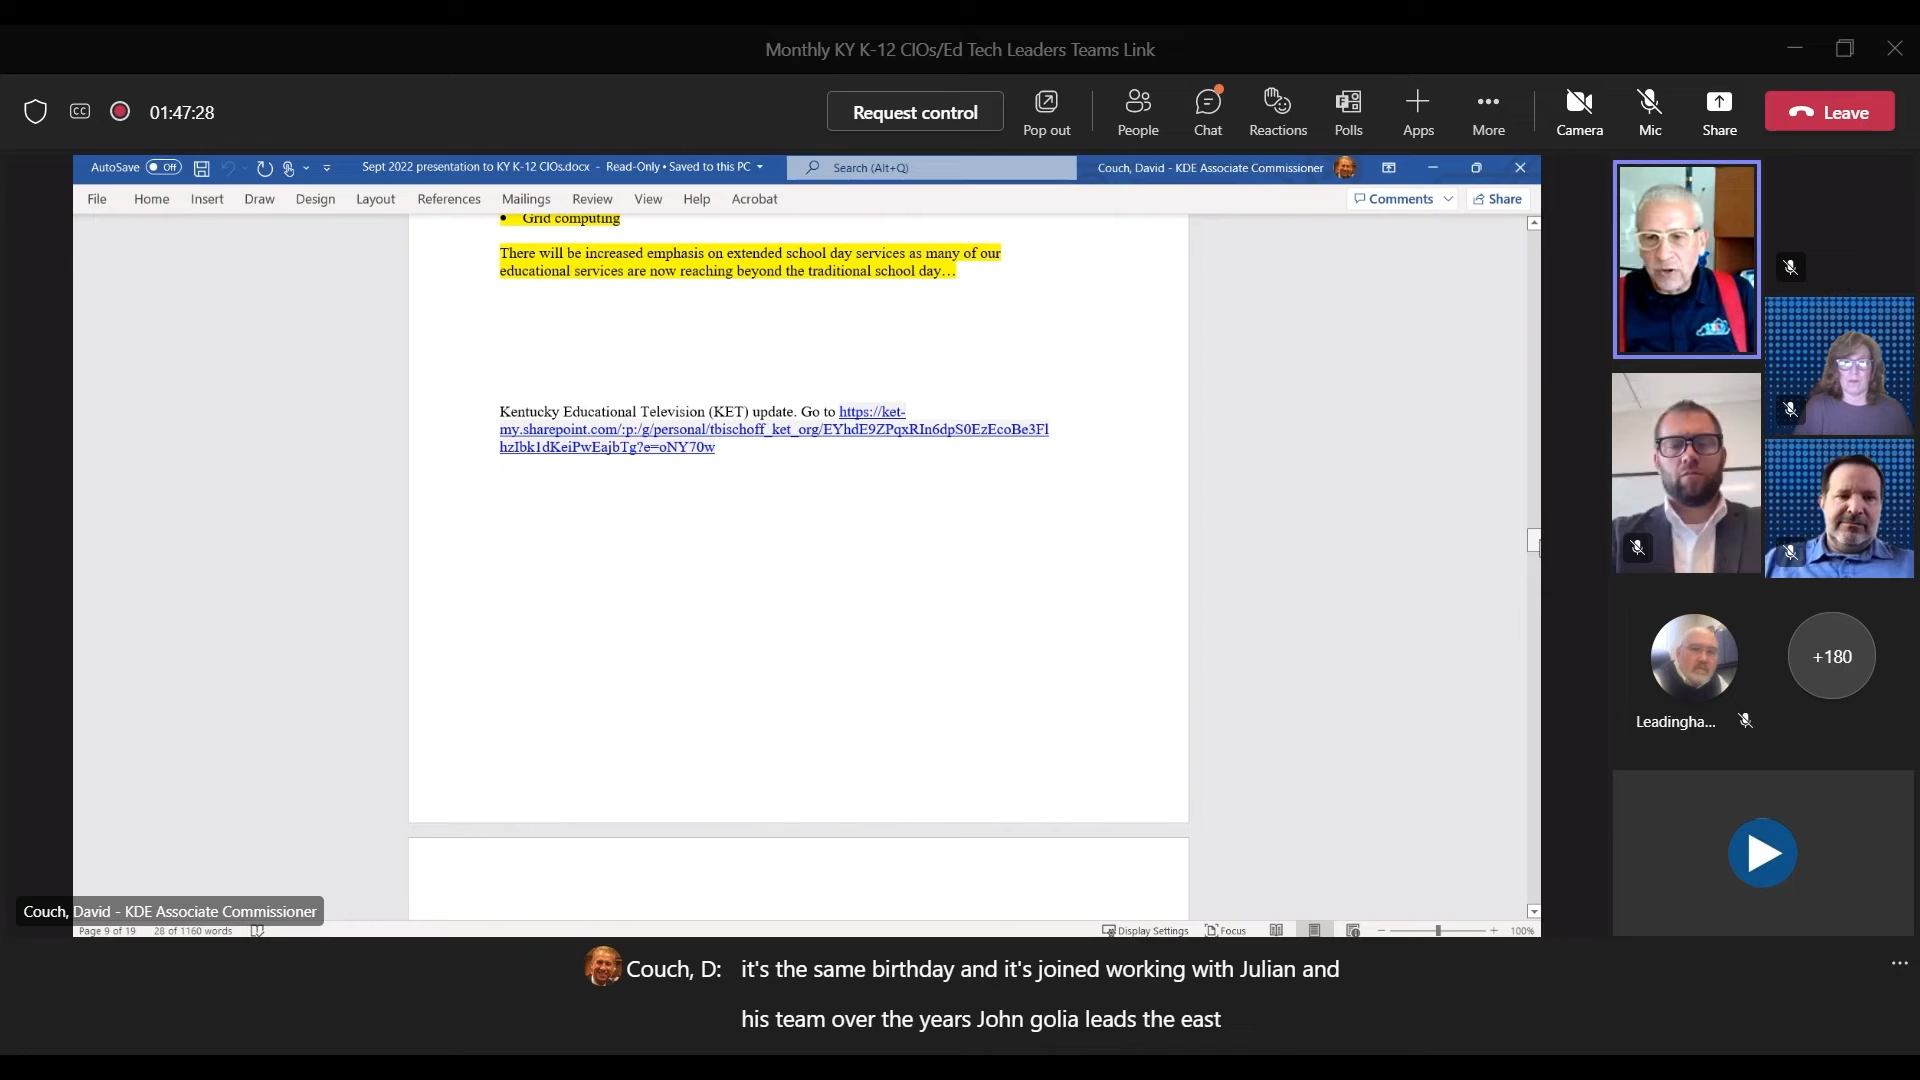 Monthly KY K-12 CIOs/Ed Tech Leaders Teams Link
CC
01:47:28
Request control
Pop out
People
Chat
Reactions
Polls
Apps
More
Camera
Mic
Share
Leave
AutoSave Off
Sept 2022 presentation to KY K-12 CIOs.docx - Read-Only • Saved to this PC
Search (Alt+Q)
Couch, David - KDE Associate Commissioner
File Home Insert Draw Design Layout References Mailings Review View Help Acrobat
Comments
Share
• Grid computing
There will be increased emphasis on extended school day services as many of our
educational services are now reaching beyond the traditional school day…
Kentucky Educational Television (KET) update. Go to https://ket-
my.sharepoint.com/:p:/g/personal/tbischoff_ket_org/EYhdE9ZPqxRIn6dpS0EzEcoBe3Fl
hzIbk1dKeiPwEajbTg?e=oNY70w
+180
Leadingha...
Couch, David - KDE Associate Commissioner
Page 9 of 19 28 of 1160 words
Display Settings Focus 100%
Couch, D: it's the same birthday and it's joined working with Julian and
his team over the years John golia leads the east